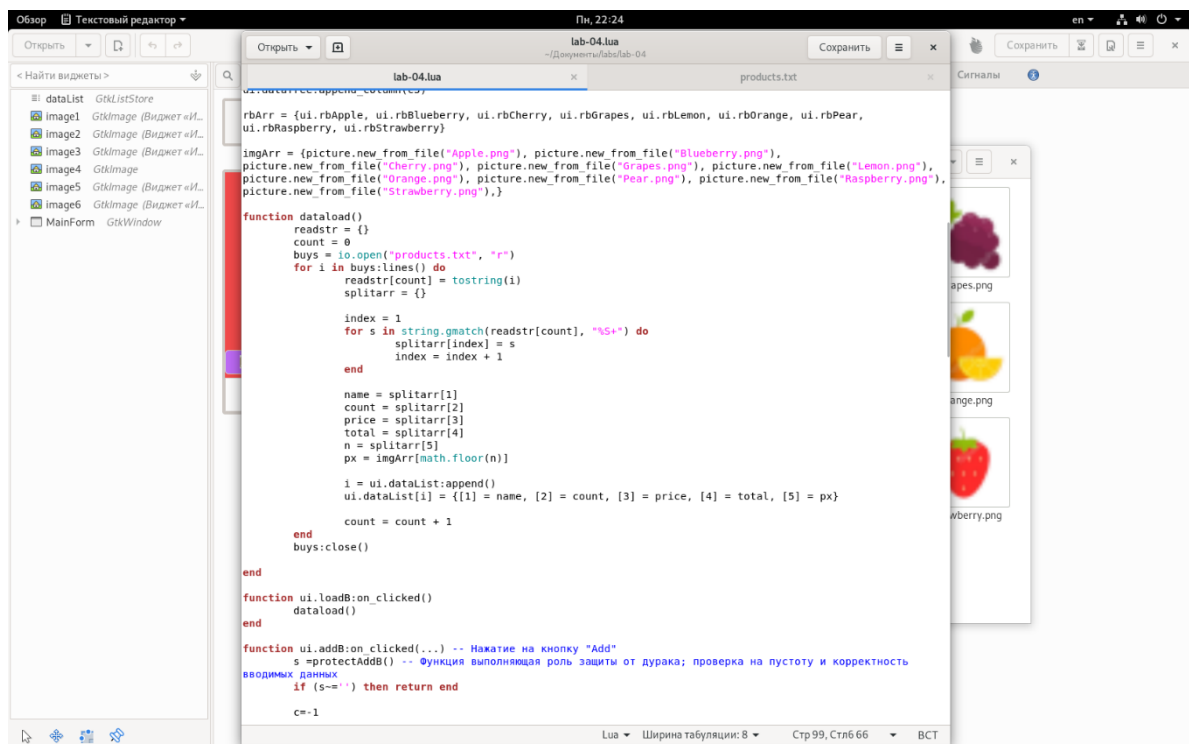 Обзор Текстовый редактор Пн, 22:24 en
Открыть Сохранить
Открыть lab-04.lua Сохранить
~/Документы/labs/lab-04
< Найти виджеты > lab-04.lua products.txt Сигналы
dataList GtkListStore
image1 GtkImage (Виджет «И…
image2 GtkImage (Виджет «И…
image3 GtkImage (Виджет «И…
image4 GtkImage
image5 GtkImage (Виджет «И…
image6 GtkImage (Виджет «И…
MainForm GtkWindow
ui.dataTree:append_column(c5)
rbArr = {ui.rbApple, ui.rbBlueberry, ui.rbCherry, ui.rbGrapes, ui.rbLemon, ui.rbOrange, ui.rbPear,
ui.rbRaspberry, ui.rbStrawberry}
imgArr = {picture.new_from_file("Apple.png"), picture.new_from_file("Blueberry.png"),
picture.new_from_file("Cherry.png"), picture.new_from_file("Grapes.png"), picture.new_from_file("Lemon.png"),
picture.new_from_file("Orange.png"), picture.new_from_file("Pear.png"), picture.new_from_file("Raspberry.png"),
picture.new_from_file("Strawberry.png"),}
function dataload()
readstr = {}
count = 0
buys = io.open("products.txt", "r")
for i in buys:lines() do
readstr[count] = tostring(i)
splitarr = {}
index = 1
for s in string.gmatch(readstr[count], "%S+") do
splitarr[index] = s
index = index + 1
end
name = splitarr[1]
count = splitarr[2]
price = splitarr[3]
total = splitarr[4]
n = splitarr[5]
px = imgArr[math.floor(n)]
i = ui.dataList:append()
ui.dataList[i] = {[1] = name, [2] = count, [3] = price, [4] = total, [5] = px}
count = count + 1
end
buys:close()
end
function ui.loadB:on_clicked()
dataload()
end
function ui.addB:on_clicked(...) -- Нажатие на кнопку "Add"
s =protectAddB() -- Функция выполняющая роль защиты от дурака; проверка на пустоту и корректность
вводимых данных
if (s~='') then return end
c=-1
apes.png
ange.png
wberry.png
Lua Ширина табуляции: 8 Стр 99, Стлб 66 ВСТ